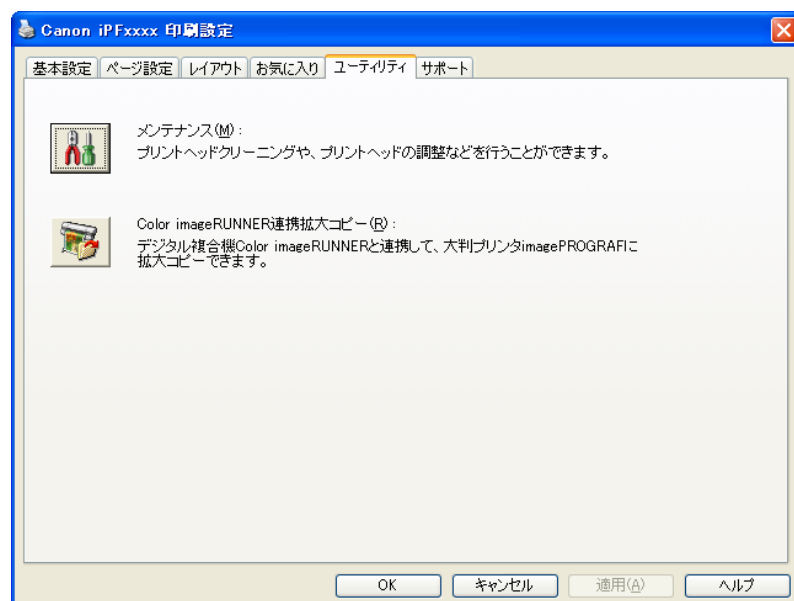 Canon iPFxxxx 印刷設定
基本設定 ページ設定 レイアウト お気に入り ユーティリティ サポート
メンテナンス(M) :
プリントヘッドクリーニングや、プリントヘッドの調整などを行うことができます。
Color imageRUNNER連携拡大コピー(R) :
デジタル複合機Color imageRUNNERと連携して、大判プリンタimagePROGRAFに
拡大コピーできます。
OK キャンセル 適用(A) ヘルプ